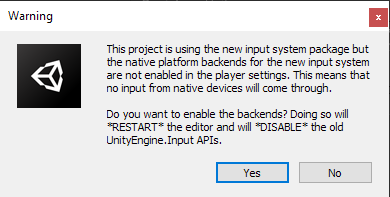 Warning
This project is using the new input system package but
the native platform backends for the new input system
are not enabled in the player settings. This means that
no input from native devices will come through.
Do you want to enable the backends? Doing so will
*RESTART* the editor and will *DISABLE* the old
UnityEngine.Input APIs.
Yes
No